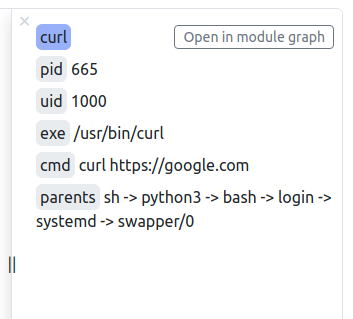 ×
curl Open in module graph
pid 665
uid 1000
exe /usr/bin/curl
cmd curl https://google.com
parents sh -> python3 -> bash -> login ->
systemd -> swapper/0
||